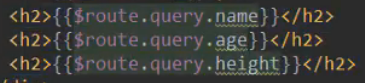 <h2>{{$route.query.name}}</h2>
<h2>{{$route.query.age}}</h2>
<h2>{{$route.query.height}}</h2>